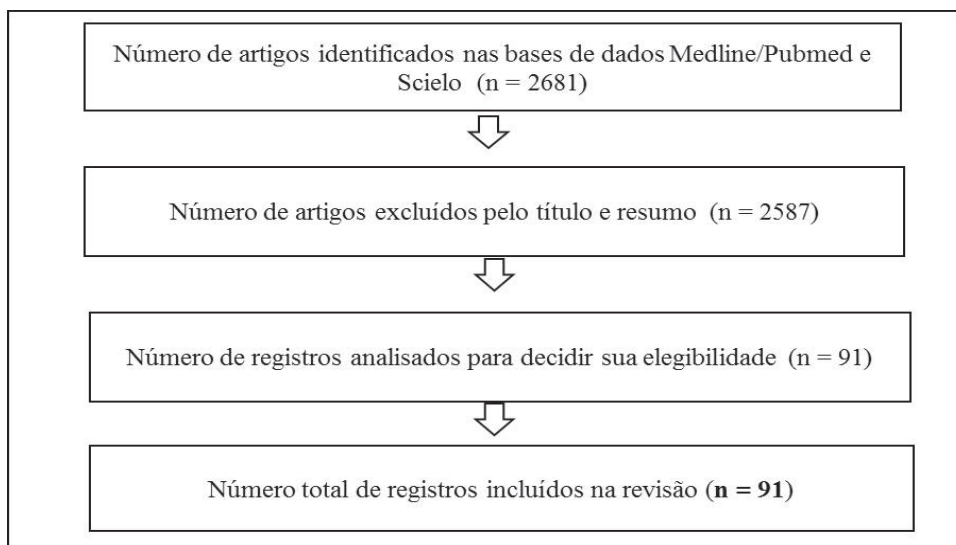 Número de artigos identificados nas bases de dados Medline/Pubmed e
Scielo (n = 2681)
Número de artigos excluídos pelo título e resumo (n = 2587)
Número de registros analisados para decidir sua elegibilidade (n = 91)
Número total de registros incluídos na revisão (n = 91)